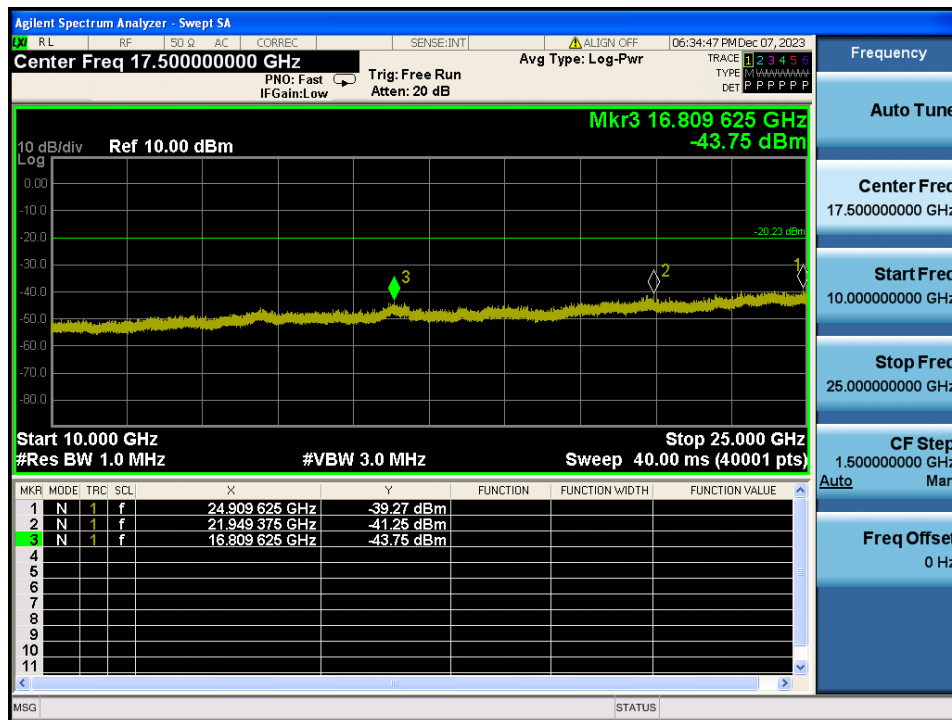 Agilent Spectrum Analyzer - Swept SA
LXI RL RF 50 Ω AC CORREC SENSE:INT ALIGN OFF 06:34:47 PM Dec 07, 2023
Center Freq 17.500000000 GHz
PNO: Fast
IFGain:Low
Trig: Free Run
Atten: 20 dB
Avg Type: Log-Pwr
TRACE 1 2 3 4 5 6
TYPE M WWWWW
DET P P P P P P
Mkr3 16.809 625 GHz
-43.75 dBm
10 dB/div Ref 10.00 dBm
Log
0.00
-10.0
-20.0
-30.0
-40.0
-50.0
-60.0
-70.0
-80.0
-20.23 dBm
3
2
1
Start 10.000 GHz Stop 25.000 GHz
#Res BW 1.0 MHz #VBW 3.0 MHz Sweep 40.00 ms (40001 pts)
MKR MODE TRC SCL X Y FUNCTION FUNCTION WIDTH FUNCTION VALUE
1 N 1 f 24.909 625 GHz -39.27 dBm
2 N 1 f 21.949 375 GHz -41.25 dBm
3 N 1 f 16.809 625 GHz -43.75 dBm
4
5
6
7
8
9
10
11
MSG STATUS
Frequency
Auto Tune
Center Freq
17.500000000 GHz
Start Freq
10.000000000 GHz
Stop Freq
25.000000000 GHz
CF Step
1.500000000 GHz
Auto Man
Freq Offset
0 Hz